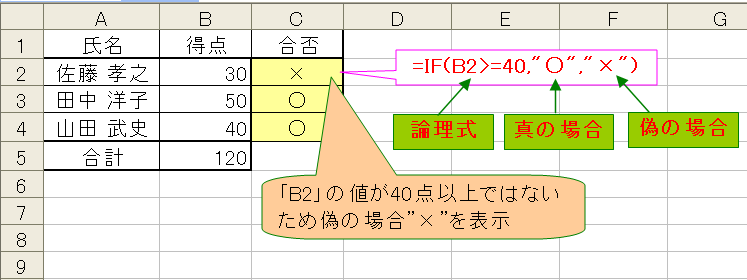 A B C D E F G
1 氏名 得点 合否
2 佐藤 孝之 30 ×
=IF(B2>=40,"〇","×")
3 田中 洋子 50 〇
4 山田 武史 40 〇
論理式 真の場合 偽の場合
5 合計 120
6
7
8
9
「B2」の値が40点以上ではない
ため偽の場合”×”を表示